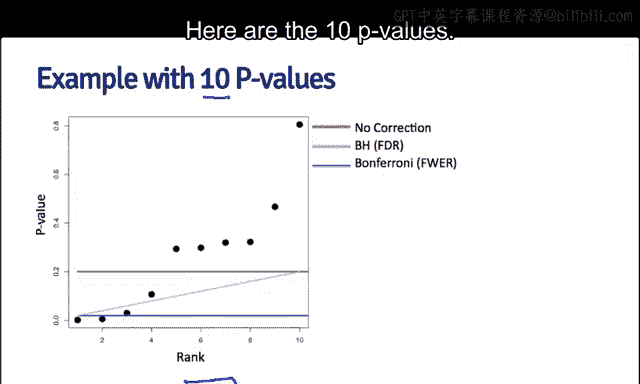 GPT中英字幕课程资源@bilibili
Here are the 10 p-values.
Example with 10 P-values
No Correction
BH (FDR)
Bonferroni (FWER)
P-value
0.8
0.6
0.4
0.2
0.0
2
4
6
8
10
Rank